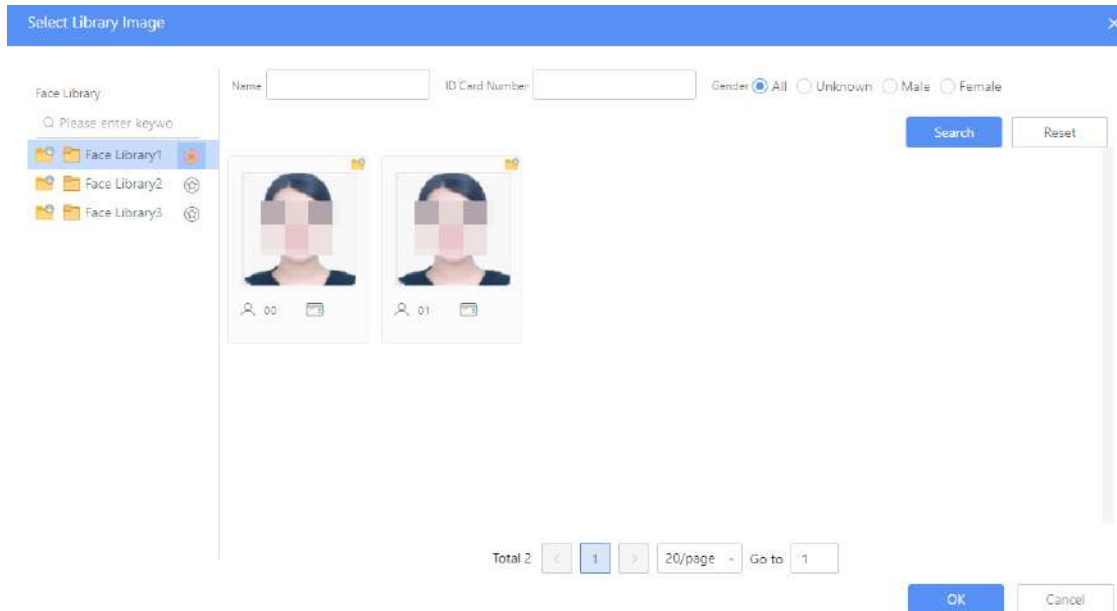 Select Library Image
Face Library
Please enter keywo
Face Library1
Face Library2
Face Library3
Name
ID Card Number
Gender All Unknown Male Female
Search Reset
00
01
Total 2 < 1 > 20/page Go to 1
OK Cancel